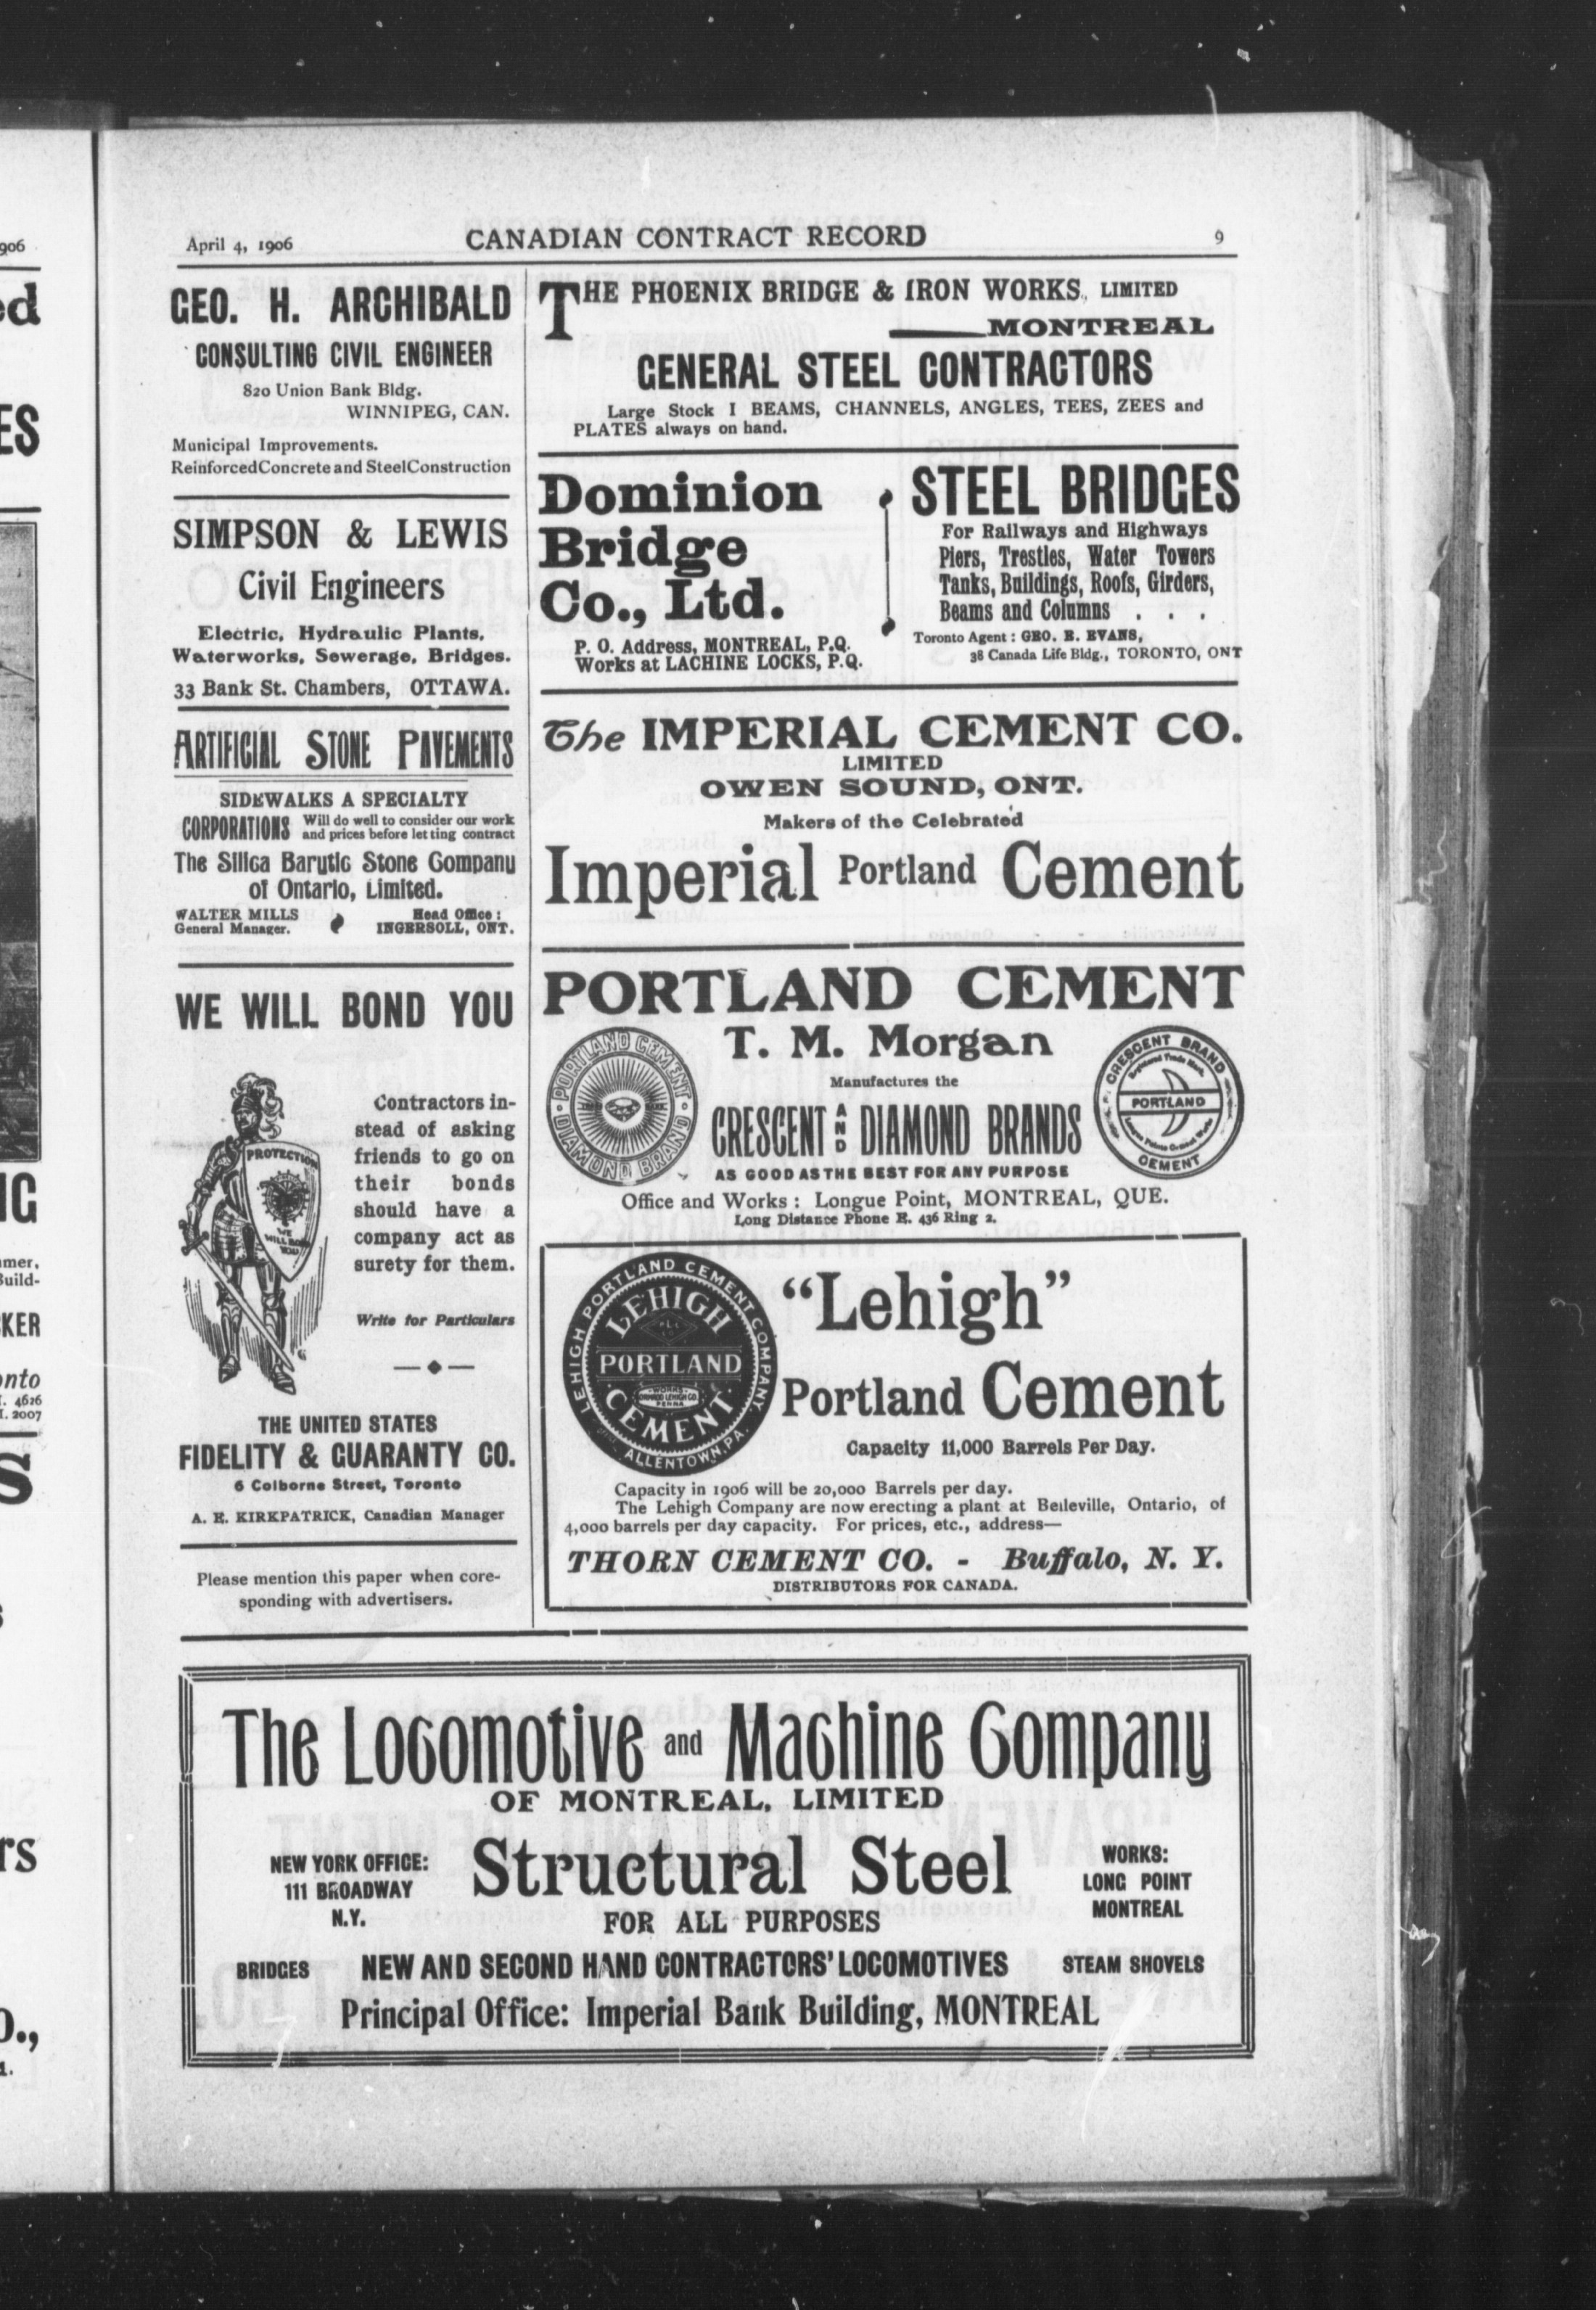 April 4, 1906
CANADIAN CONTRACT RECORD
9
GEO. H. ARCHIBALD
CONSULTING CIVIL ENGINEER
820 Union Bank Bldg.
WINNIPEG, CAN.
Municipal Improvements.
Reinforced Concrete and Steel Construction
SIMPSON & LEWIS
Civil Engineers
Electric, Hydraulic Plants,
Waterworks, Sewerage, Bridges.
33 Bank St. Chambers, OTTAWA.
ARTIFICIAL STONE PAVEMENTS
SIDEWALKS A SPECIALTY
CORPORATIONS Will do well to consider our work
and prices before letting contract
The Silica Barytic Stone Company
of Ontario, Limited.
WALTER MILLS
General Manager.
Head Office:
INGERSOLL, ONT.
WE WILL BOND YOU
PROTECTION
WE
WILL BOND
YOU
Contractors in-
stead of asking
friends to go on
their bonds
should have a
company act as
surety for them.
Write for Particulars
THE UNITED STATES
FIDELITY & GUARANTY CO.
6 Colborne Street, Toronto
A. E. KIRKPATRICK, Canadian Manager
Please mention this paper when core-
sponding with advertisers.
THE PHOENIX BRIDGE & IRON WORKS, LIMITED
MONTREAL
GENERAL STEEL CONTRACTORS
Large Stock I BEAMS, CHANNELS, ANGLES, TEES, ZEES and
PLATES always on hand.
Dominion
Bridge
Co., Ltd.
P. O. Address, MONTREAL, P.Q.
Works at LACHINE LOCKS, P.Q.
STEEL BRIDGES
For Railways and Highways
Piers, Trestles, Water Towers
Tanks, Buildings, Roofs, Girders,
Beams and Columns . . .
Toronto Agent: GEO. E. EVANS,
38 Canada Life Bldg., TORONTO, ONT
The IMPERIAL CEMENT CO.
LIMITED
OWEN SOUND, ONT.
Makers of the Celebrated
Imperial Portland Cement
PORTLAND CEMENT
T. M. Morgan
Manufactures the
CRESCENT AND DIAMOND BRANDS
AS GOOD AS THE BEST FOR ANY PURPOSE
Office and Works: Longue Point, MONTREAL, QUE.
Long Distance Phone E. 436 Ring 2.
PORTLAND CEMENT
DIAMOND BRAND
CRESCENT BRAND
Registered Trade Mark
PORTLAND
CEMENT
LEHIGH PORTLAND CEMENT COMPANY.
ALLENTOWN, PA.
LEHIGH
PORTLAND
CEMENT
"Lehigh"
Portland Cement
Capacity 11,000 Barrels Per Day.
Capacity in 1906 will be 20,000 Barrels per day.
The Lehigh Company are now erecting a plant at Belleville, Ontario, of
4,000 barrels per day capacity. For prices, etc., address—
THORN CEMENT CO. - Buffalo, N. Y.
DISTRIBUTORS FOR CANADA.
The Locomotive and Machine Company
OF MONTREAL, LIMITED
NEW YORK OFFICE:
111 BROADWAY
N.Y.
Structural Steel
FOR ALL PURPOSES
WORKS:
LONG POINT
MONTREAL
BRIDGES
NEW AND SECOND HAND CONTRACTORS' LOCOMOTIVES
STEAM SHOVELS
Principal Office: Imperial Bank Building, MONTREAL